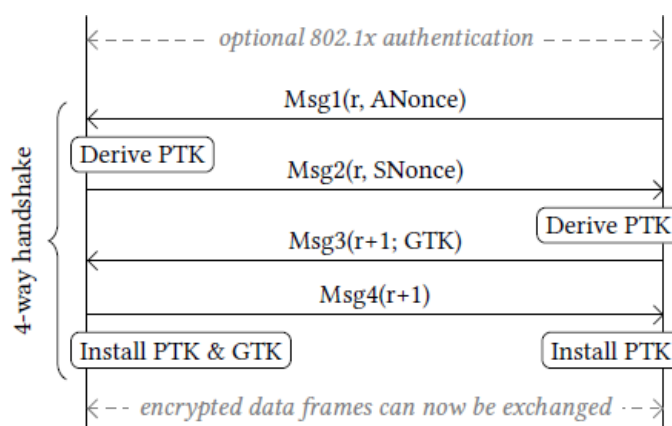 optional 802.1x authentication
Msg1(r, ANonce)
Derive PTK
Msg2(r, SNonce)
Derive PTK
Msg3(r+1; GTK)
Msg4(r+1)
Install PTK & GTK
Install PTK
4-way handshake
encrypted data frames can now be exchanged